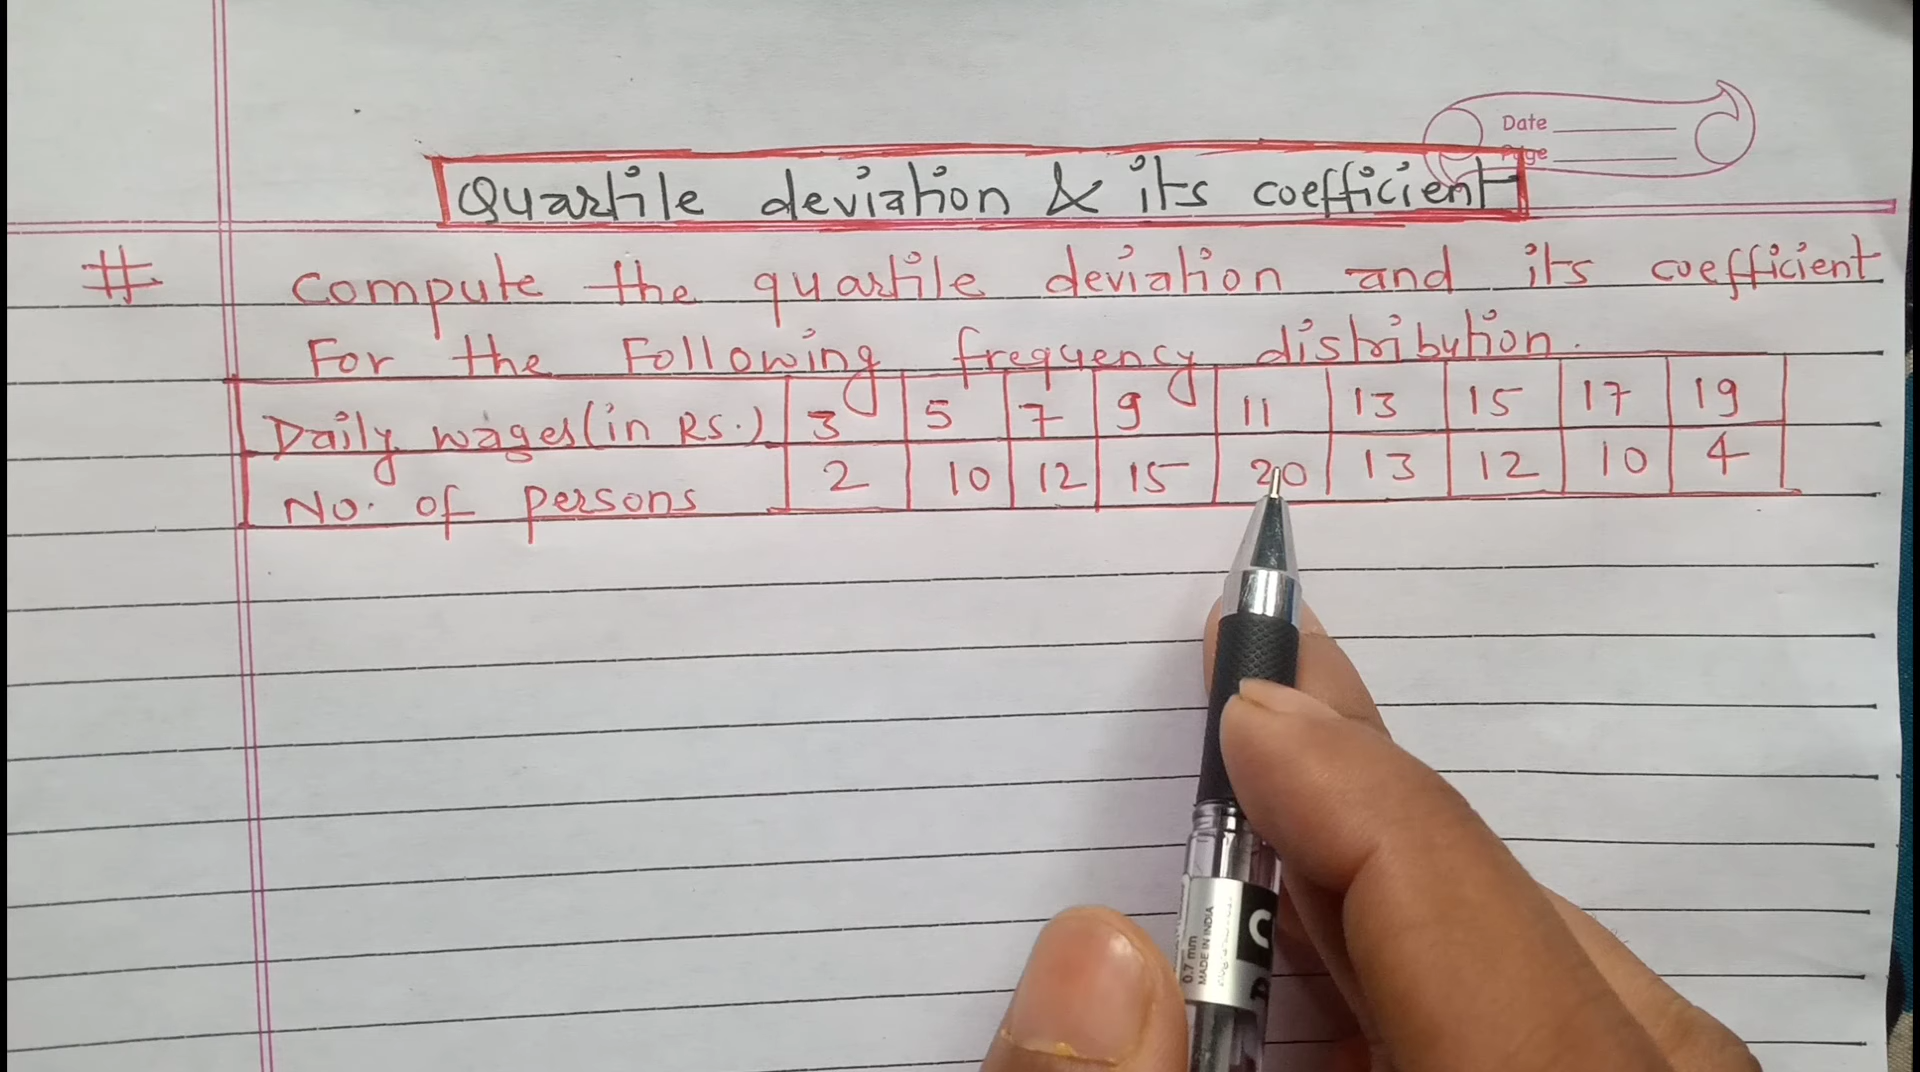 Date
Page
Quartile deviation & its coefficient
# Compute the quartile deviation and its coefficient
For the Following frequency distribution.
Daily wages (in RS.) 3 5 7 9 11 13 15 17 19
No. of persons 2 10 12 15 20 13 12 10 4
0.7 mm
MADE IN INDIA